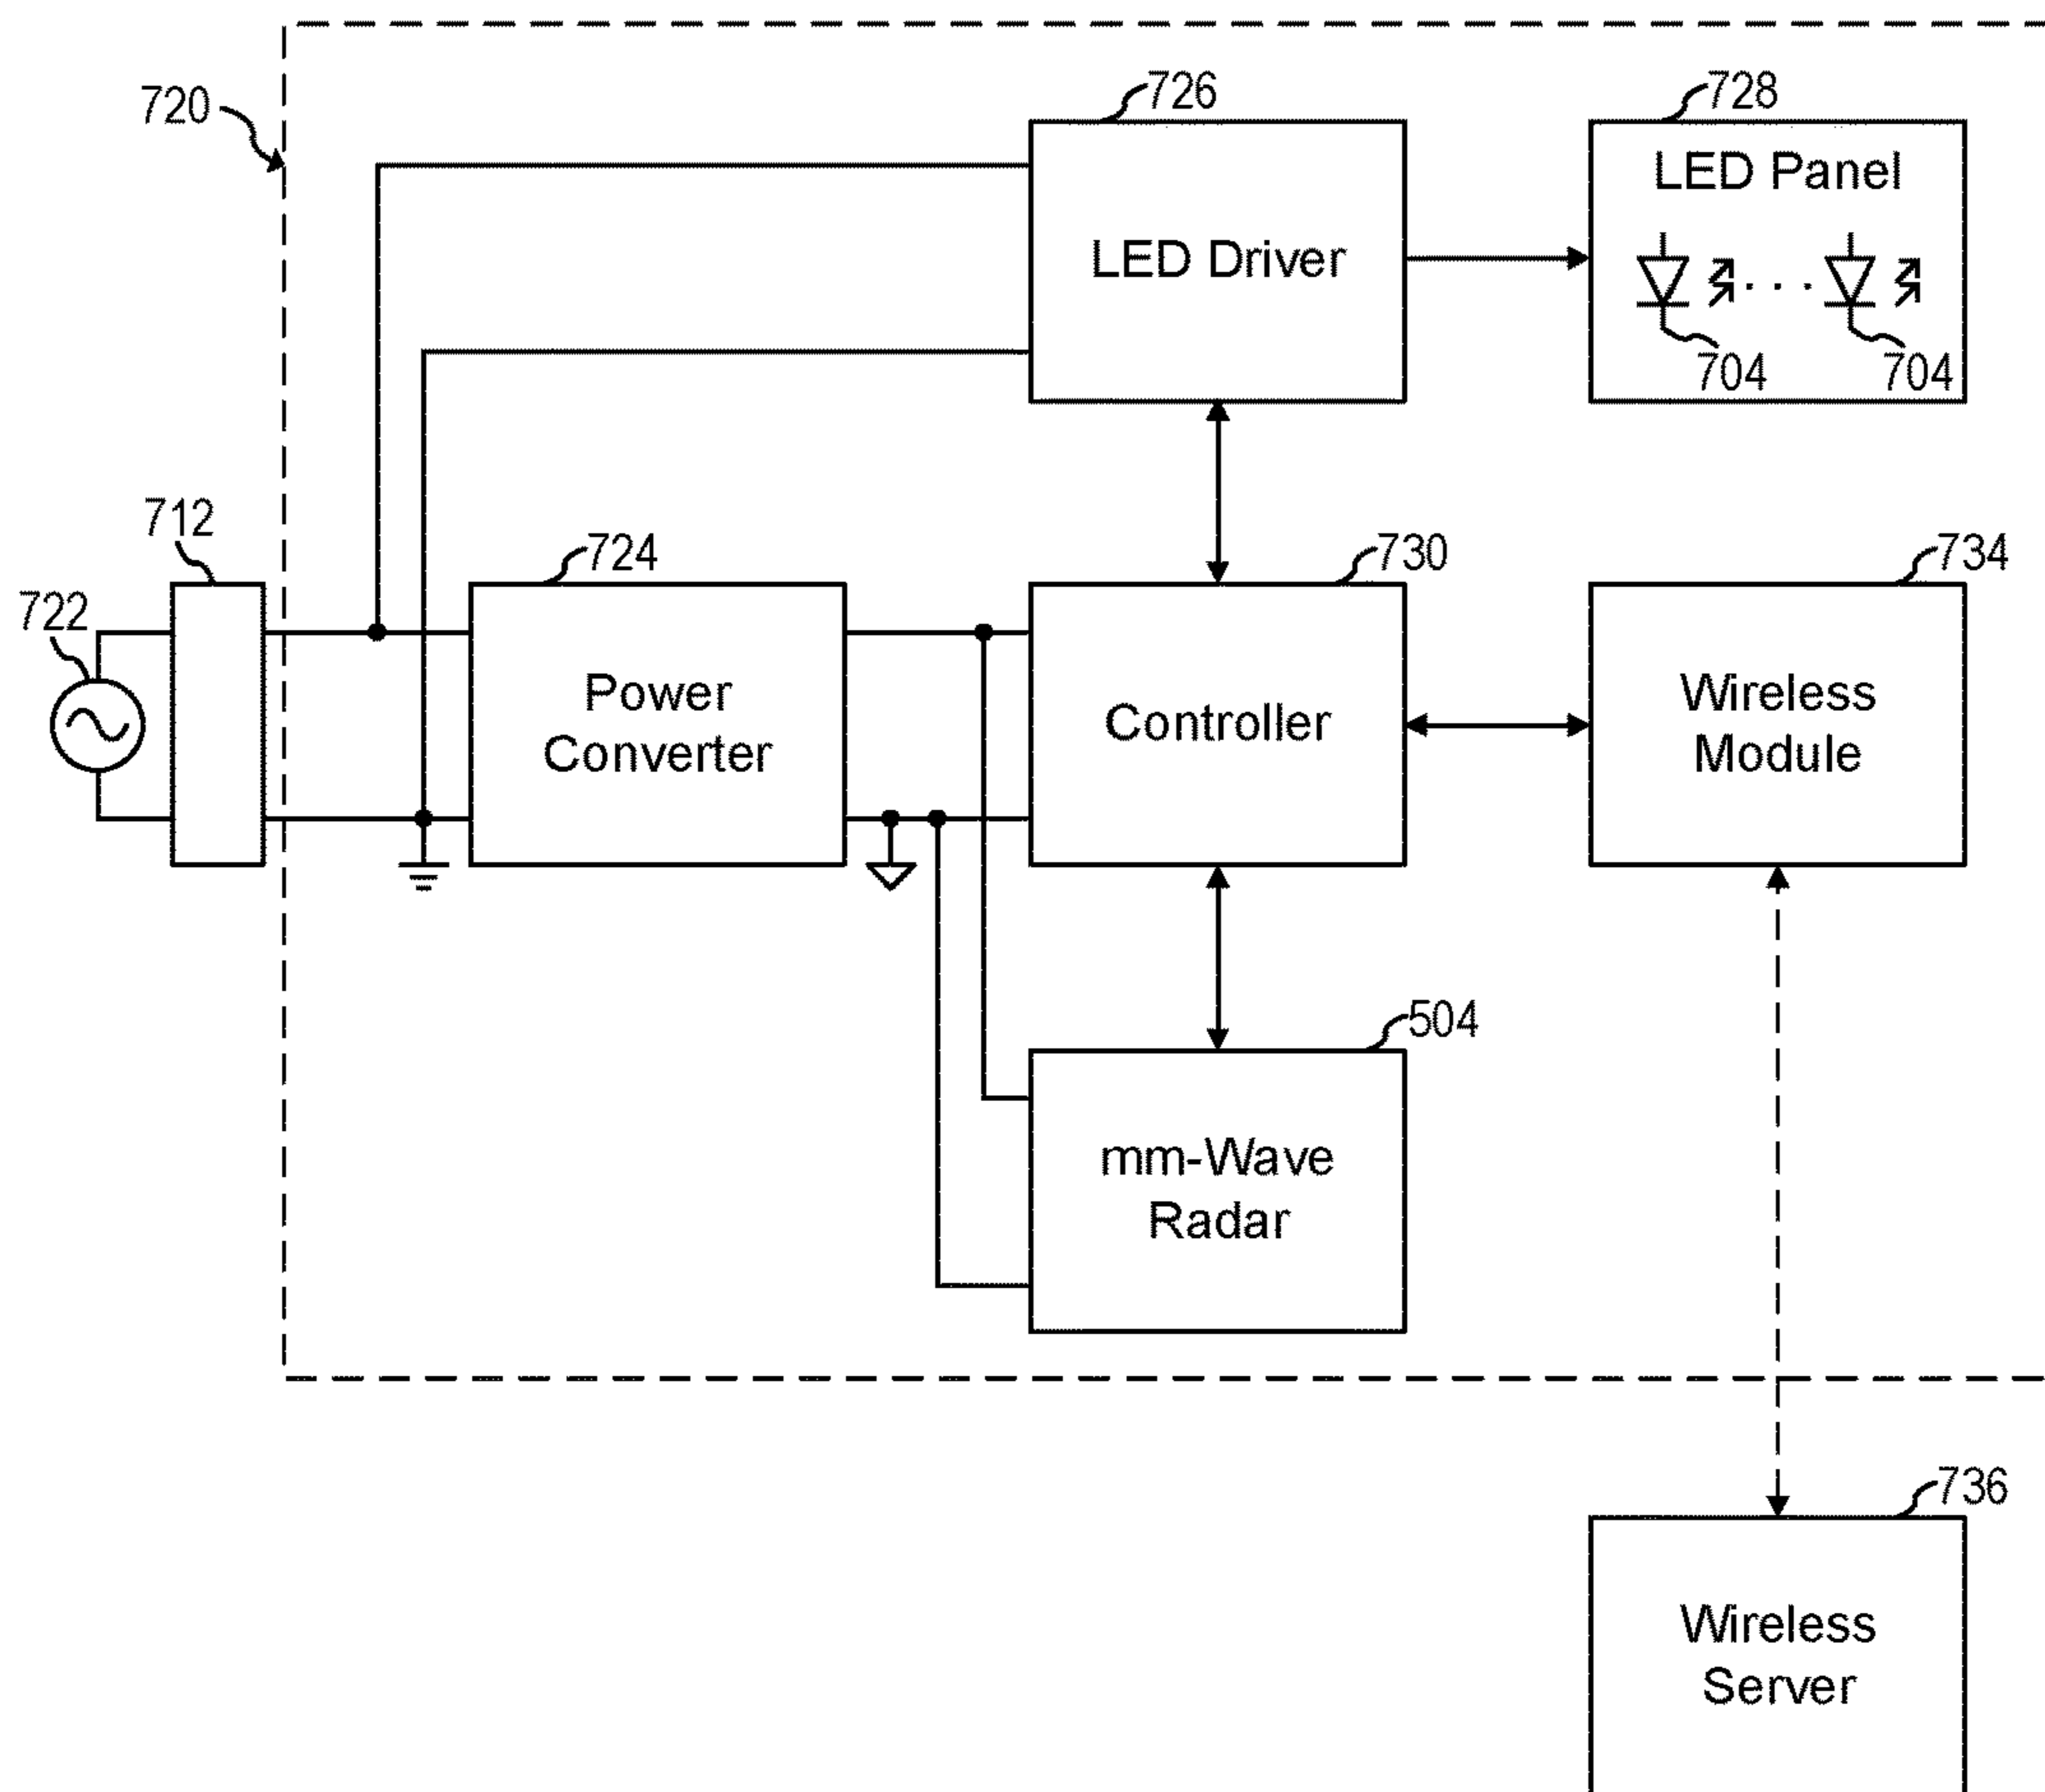 720
726
728
LED Driver
LED Panel
704
704
712
722
724
730
734
Power
Converter
Controller
Wireless
Module
504
mm-Wave
Radar
736
Wireless
Server